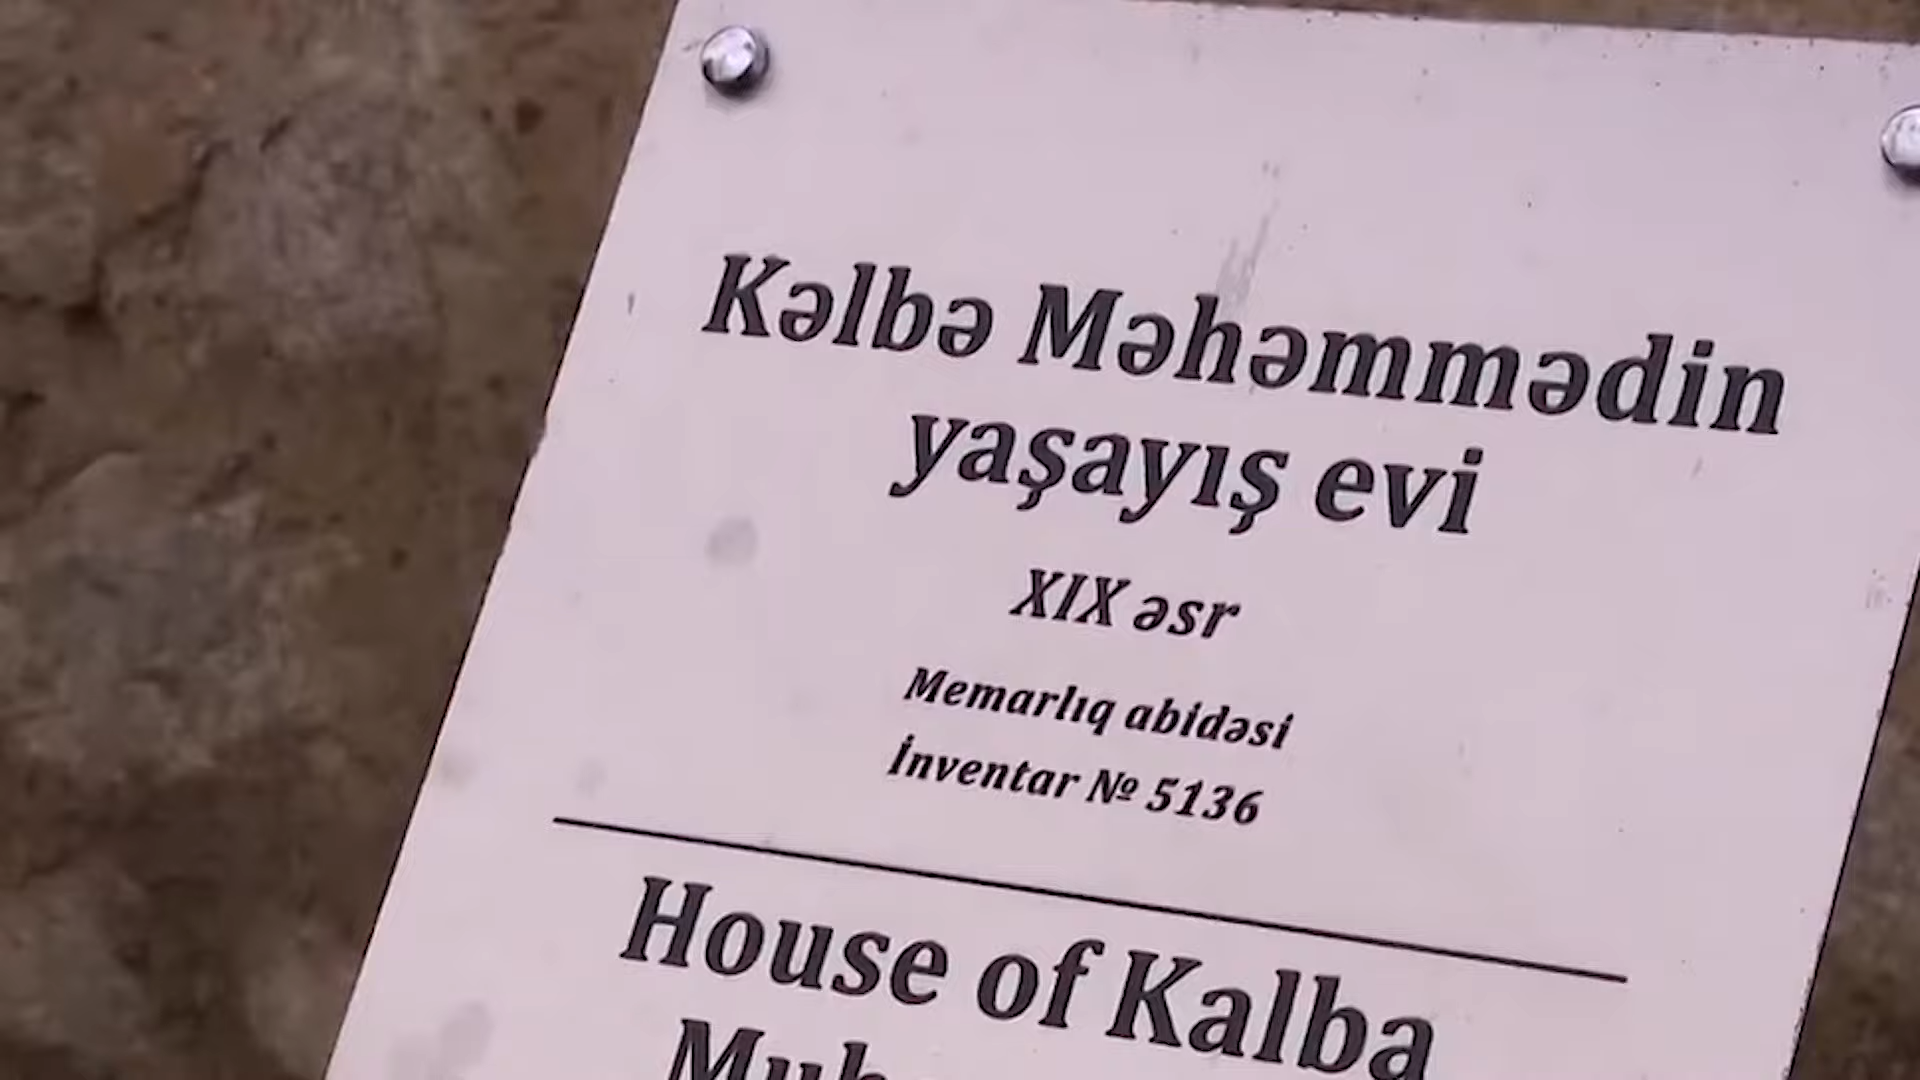 Kəlbə Məhəmmədin
yaşayış evi
XIX əsr
Memarlıq abidəsi
İnventar № 5136
House of Kalba